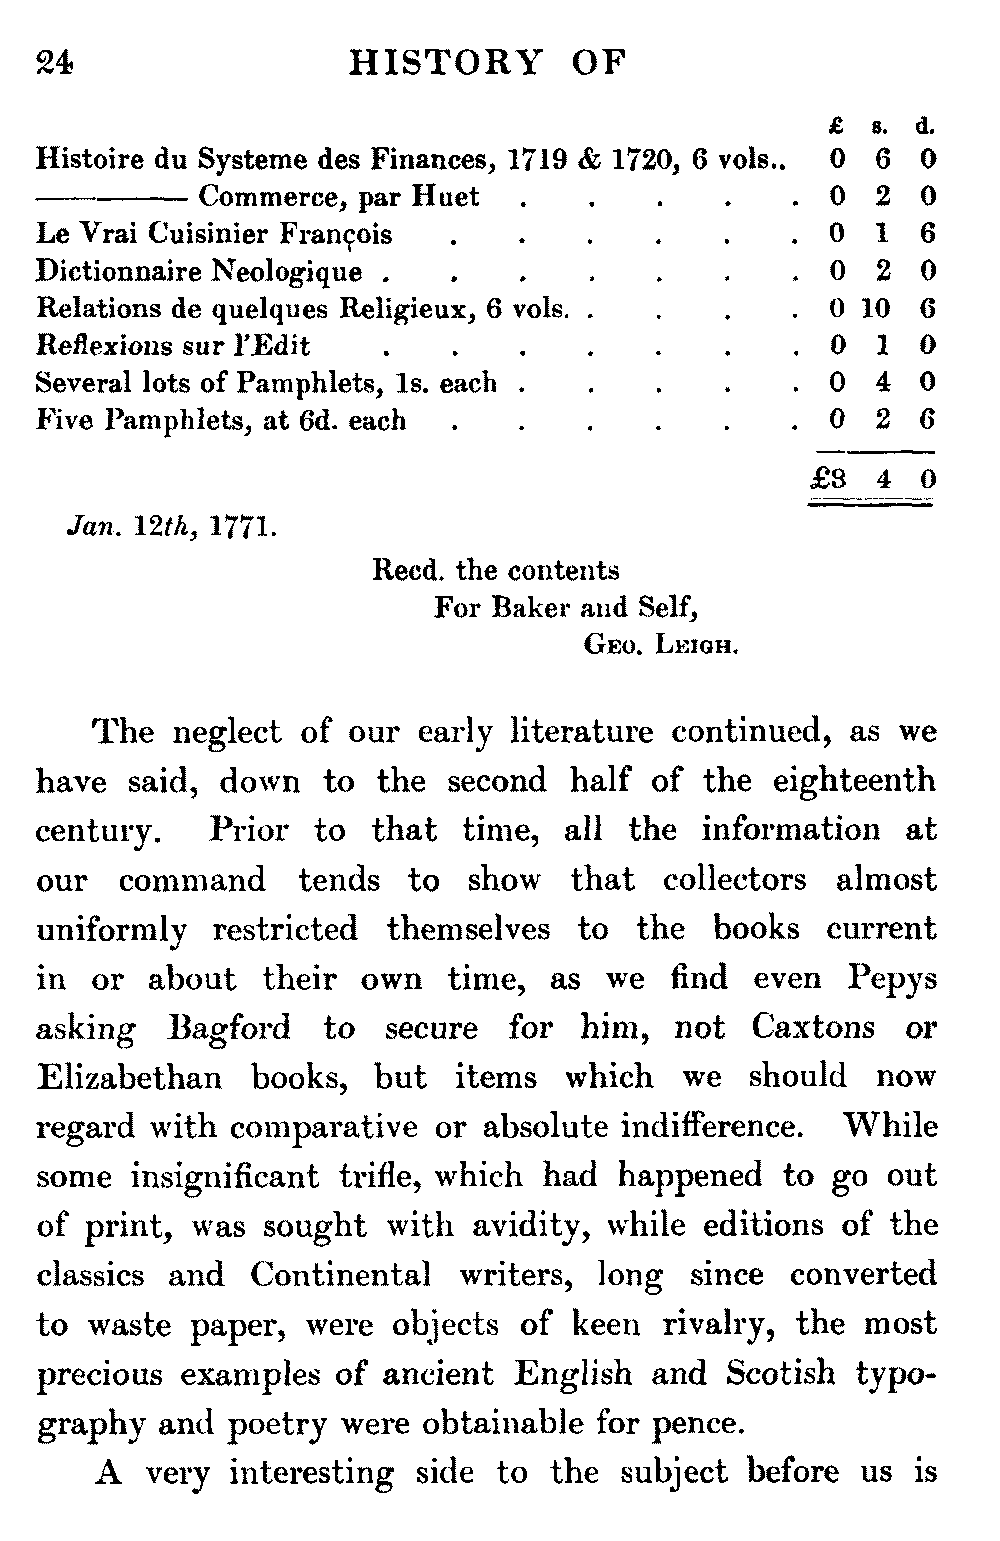 24 HISTORY OF
£ s. d.
Histoire du Systeme des Finances, 1719 & 1720, 6 vols.. 0 6 0
——— Commerce, par Huet . . . . . 0 2 0
Le Vrai Cuisinier François . . . . . . 0 1 6
Dictionnaire Neologique . . . . . . . 0 2 0
Relations de quelques Religieux, 6 vols. . . . . 0 10 6
Reflexions sur l'Edit . . . . . . . 0 1 0
Several lots of Pamphlets, 1s. each . . . . . 0 4 0
Five Pamphlets, at 6d. each . . . . . . 0 2 6
£3 4 0
Jan. 12th, 1771.
Recd. the contents
For Baker and Self,
GEO. LEIGH.
The neglect of our early literature continued, as we
have said, down to the second half of the eighteenth
century. Prior to that time, all the information at
our command tends to show that collectors almost
uniformly restricted themselves to the books current
in or about their own time, as we find even Pepys
asking Bagford to secure for him, not Caxtons or
Elizabethan books, but items which we should now
regard with comparative or absolute indifference. While
some insignificant trifle, which had happened to go out
of print, was sought with avidity, while editions of the
classics and Continental writers, long since converted
to waste paper, were objects of keen rivalry, the most
precious examples of ancient English and Scotish typo-
graphy and poetry were obtainable for pence.
A very interesting side to the subject before us is